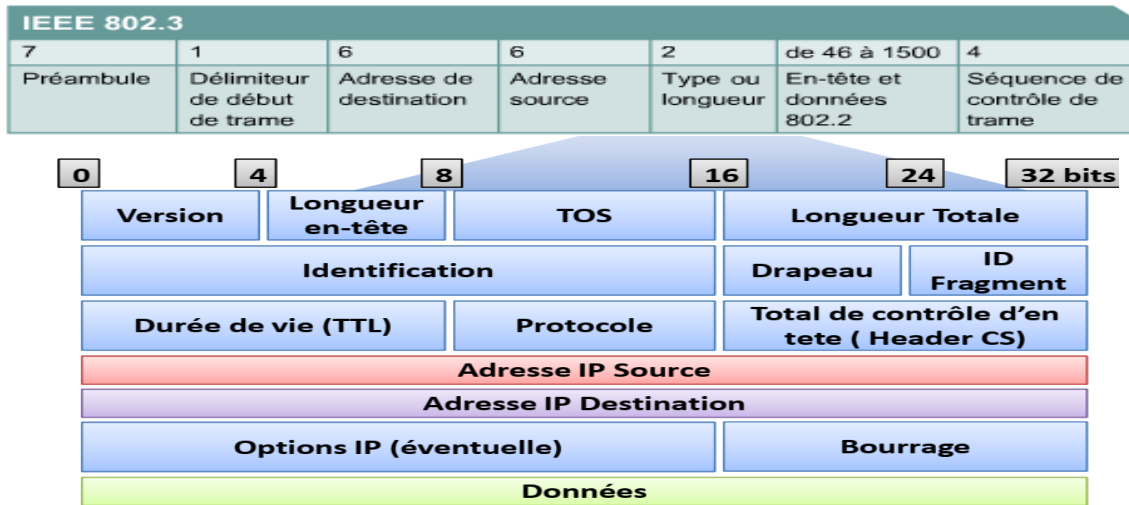 IEEE 802.3
7 1 6 6 2 de 46 à 1500 4
Préambule Délimiteur de début de trame Adresse de destination Adresse source Type ou longueur En-tête et données 802.2 Séquence de contrôle de trame
0 4 8 16 24 32 bits
Version Longueur en-tête TOS Longueur Totale
Identification Drapeau ID Fragment
Durée de vie (TTL) Protocole Total de contrôle d'en tete ( Header CS)
Adresse IP Source
Adresse IP Destination
Options IP (éventuelle) Bourrage
Données